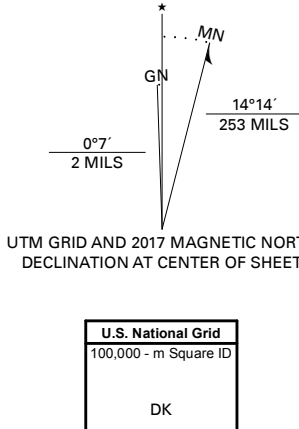 ★
MN
GN
14°14´
253 MILS
0°7´
2 MILS
UTM GRID AND 2017 MAGNETIC NORT
DECLINATION AT CENTER OF SHEET
U.S. National Grid
100,000 - m Square ID
DK